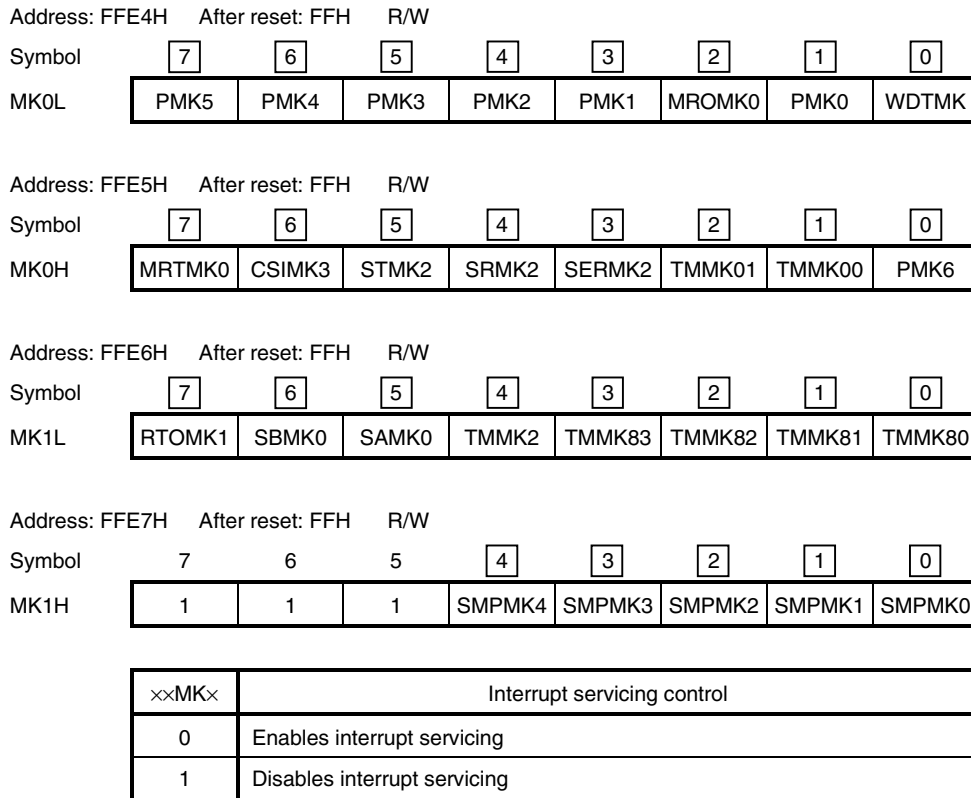 Address: FFE4H After reset: FFH R/W
Symbol 7 6 5 4 3 2 1 0
MK0L PMK5 PMK4 PMK3 PMK2 PMK1 MROMK0 PMK0 WDTMK
Address: FFE5H After reset: FFH R/W
Symbol 7 6 5 4 3 2 1 0
MK0H MRTMK0 CSIMK3 STMK2 SRMK2 SERMK2 TMMK01 TMMK00 PMK6
Address: FFE6H After reset: FFH R/W
Symbol 7 6 5 4 3 2 1 0
MK1L RTOMK1 SBMK0 SAMK0 TMMK2 TMMK83 TMMK82 TMMK81 TMMK80
Address: FFE7H After reset: FFH R/W
Symbol 7 6 5 4 3 2 1 0
MK1H 1 1 1 SMPMK4 SMPMK3 SMPMK2 SMPMK1 SMPMK0
××MK× Interrupt servicing control
0 Enables interrupt servicing
1 Disables interrupt servicing